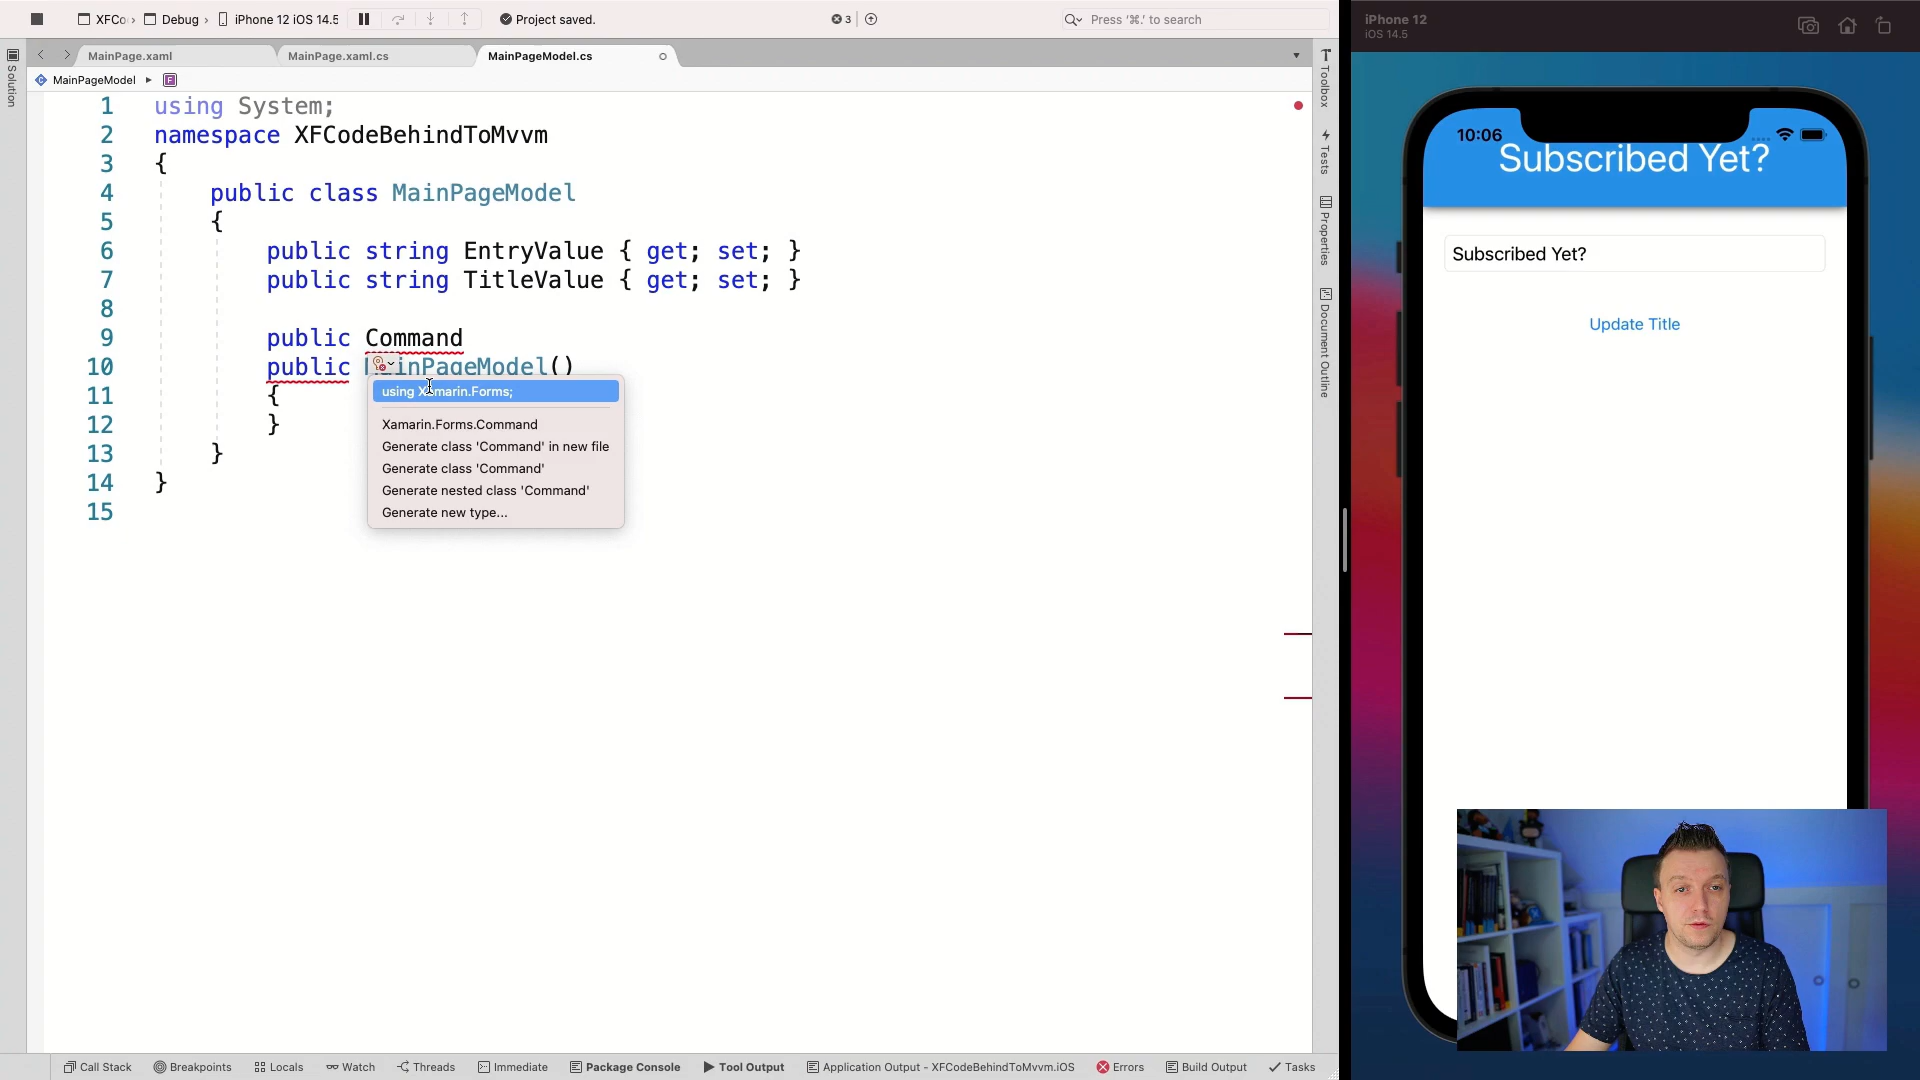 XFCo
Debug
iPhone 12 iOS 14.5
Project saved.
3
Press '⌘.' to search
Solution
MainPage.xaml
MainPage.xaml.cs
MainPageModel.cs
MainPageModel
1 using System;
2 namespace XFCodeBehindToMvvm
3 {
4 public class MainPageModel
5 {
6 public string EntryValue { get; set; }
7 public string TitleValue { get; set; }
8
9 public Command
10 public MainPageModel()
11 {
12 }
13 }
14 }
15
using Xamarin.Forms;
Xamarin.Forms.Command
Generate class 'Command' in new file
Generate class 'Command'
Generate nested class 'Command'
Generate new type...
Toolbox
Tests
Properties
Document Outline
Call Stack
Breakpoints
Locals
Watch
Threads
Immediate
Package Console
Tool Output
Application Output - XFCodeBehindToMvvm.iOS
Errors
Build Output
Tasks
iPhone 12
iOS 14.5
10:06
Subscribed Yet?
Subscribed Yet?
Update Title